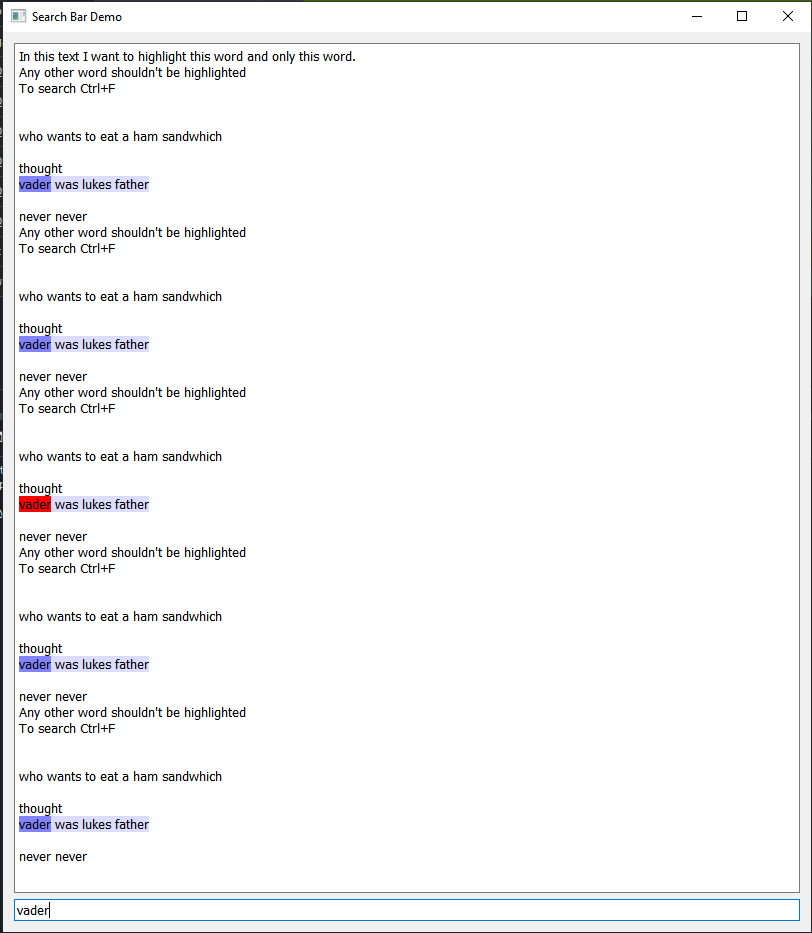 Search Bar Demo
In this text I want to highlight this word and only this word.
Any other word shouldn't be highlighted
To search Ctrl+F
who wants to eat a ham sandwhich
thought
vader was lukes father
never never
Any other word shouldn't be highlighted
To search Ctrl+F
who wants to eat a ham sandwhich
thought
vader was lukes father
never never
Any other word shouldn't be highlighted
To search Ctrl+F
who wants to eat a ham sandwhich
thought
vader was lukes father
never never
Any other word shouldn't be highlighted
To search Ctrl+F
who wants to eat a ham sandwhich
thought
vader was lukes father
never never
Any other word shouldn't be highlighted
To search Ctrl+F
who wants to eat a ham sandwhich
thought
vader was lukes father
never never
vader